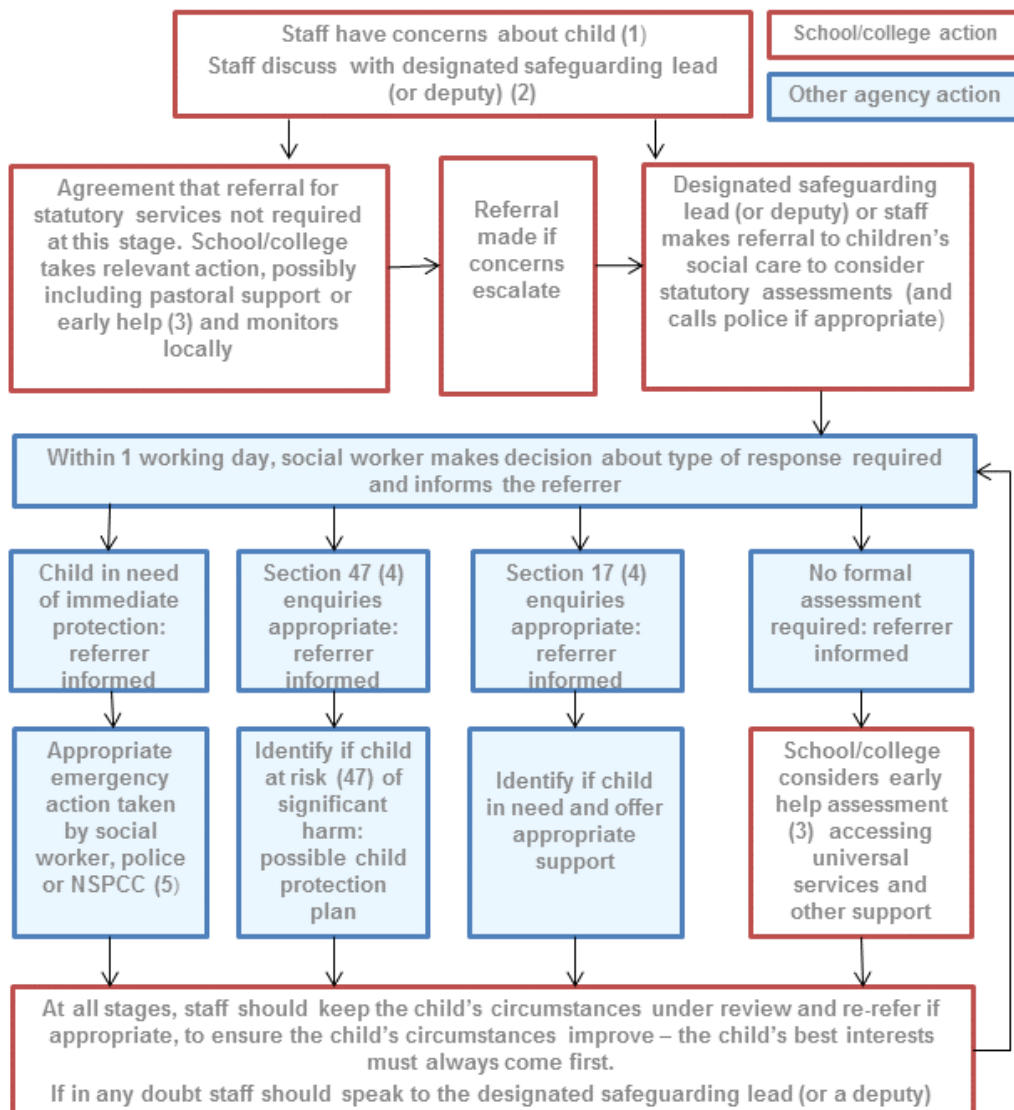 Staff have concerns about child (1)
Staff discuss with designated safeguarding lead
(or deputy) (2)
School/college action
Other agency action
Agreement that referral for
statutory services not required
at this stage. School/college
takes relevant action, possibly
including pastoral support or
early help (3) and monitors
locally
Referral
made if
concerns
escalate
Designated safeguarding
lead (or deputy) or staff
makes referral to children's
social care to consider
statutory assessments (and
calls police if appropriate)
Within 1 working day, social worker makes decision about type of response required
and informs the referrer
Child in need
of immediate
protection:
referrer
informed
Section 47 (4)
enquiries
appropriate:
referrer
informed
Section 17 (4)
enquiries
appropriate:
referrer
informed
No formal
assessment
required: referrer
informed
Appropriate
emergency
action taken
by social
worker, police
or NSPCC (5)
Identify if child
at risk (47) of
significant
harm:
possible child
protection
plan
Identify if child
in need and offer
appropriate
support
School/college
considers early
help assessment
(3) accessing
universal
services and
other support
At all stages, staff should keep the child's circumstances under review and re-refer if
appropriate, to ensure the child's circumstances improve – the child's best interests
must always come first.
If in any doubt staff should speak to the designated safeguarding lead (or a deputy)